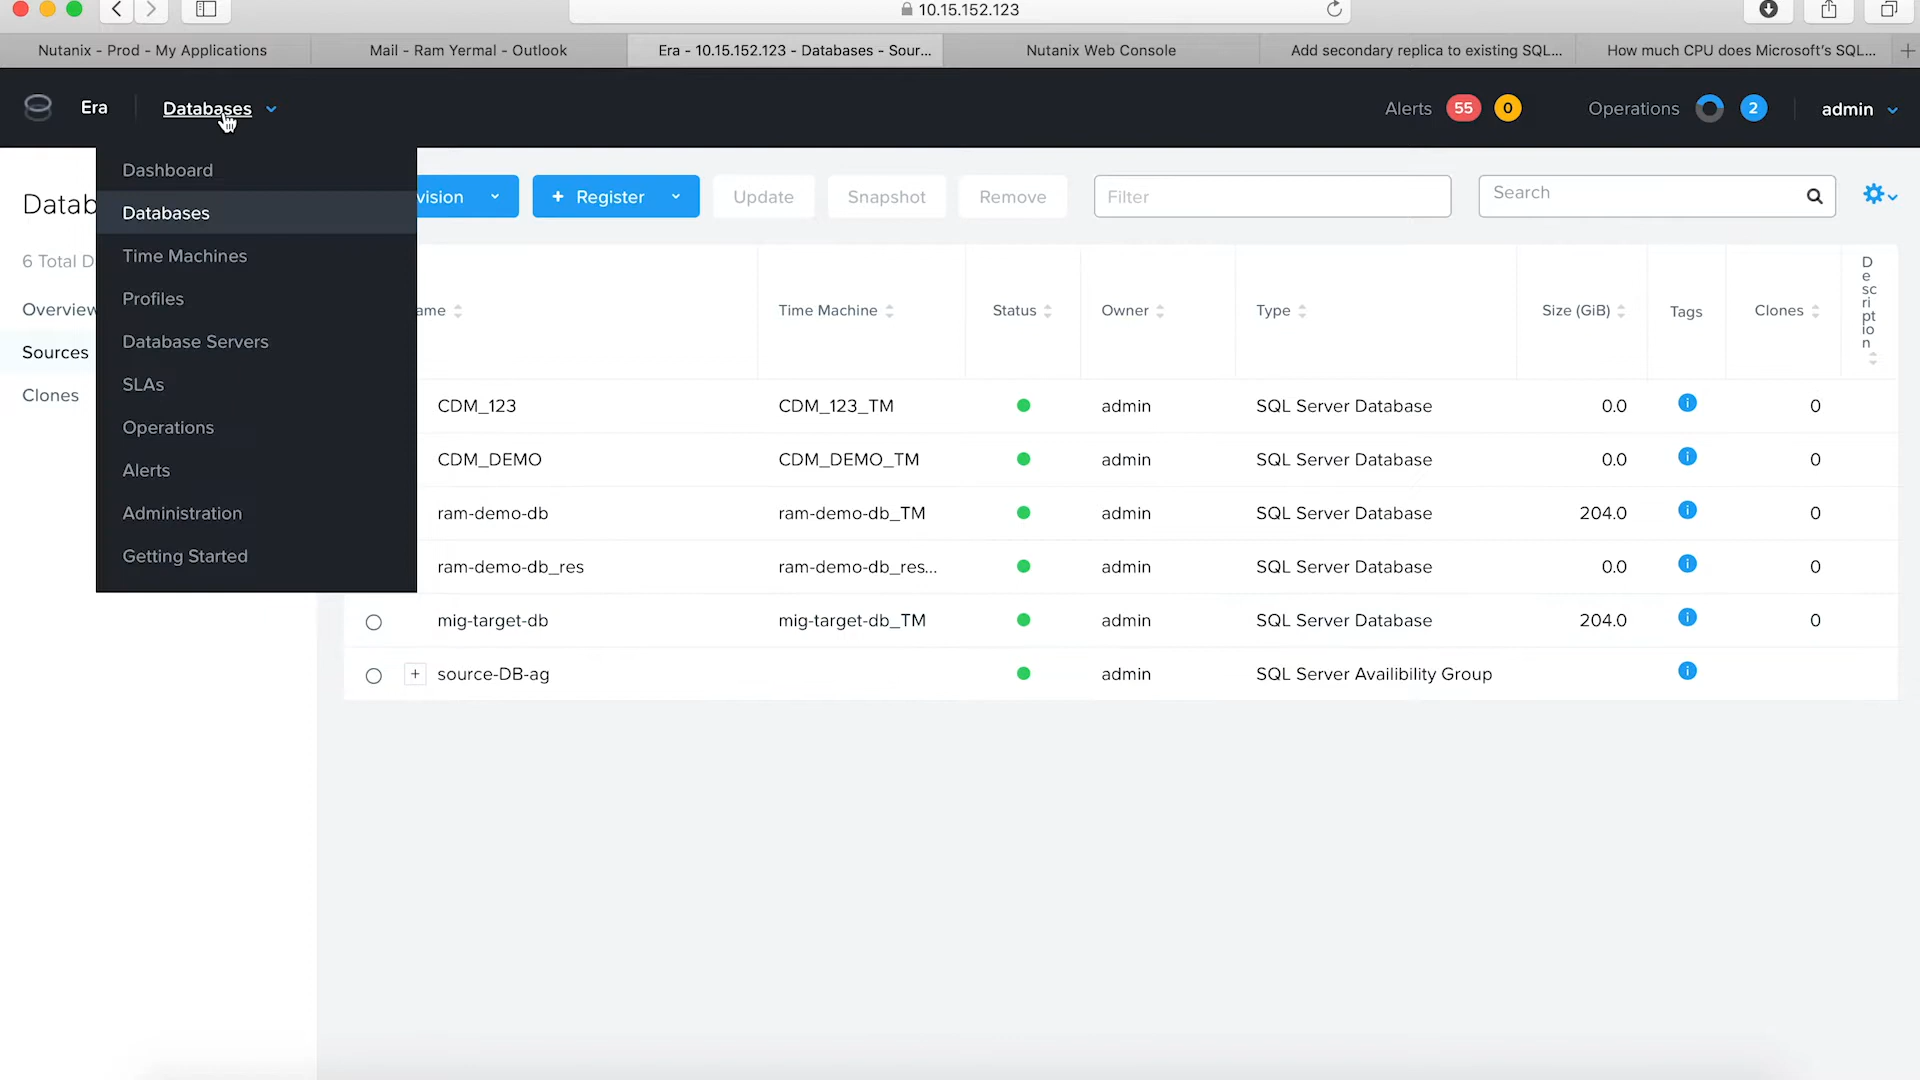 10.15.152.123
Nutanix - Prod - My Applications
Mail - Ram Yermal - Outlook
Era - 10.15.152.123 - Databases - Sour...
Nutanix Web Console
Add secondary replica to existing SQL...
How much CPU does Microsoft's SQL...
Era
Databases
Alerts 55 0
Operations 2
admin
Dashboard
Databases
Time Machines
Profiles
Database Servers
SLAs
Operations
Alerts
Administration
Getting Started
Datab
6 Total D
Overview
Sources
Clones
vision
+ Register
Update
Snapshot
Remove
Filter
Search
ame
Time Machine
Status
Owner
Type
Size (GiB)
Tags
Clones
D
e
sc
ri
pt
io
n
CDM_123 CDM_123_TM admin SQL Server Database 0.0 i 0
CDM_DEMO CDM_DEMO_TM admin SQL Server Database 0.0 i 0
ram-demo-db ram-demo-db_TM admin SQL Server Database 204.0 i 0
ram-demo-db_res ram-demo-db_res... admin SQL Server Database 0.0 i 0
mig-target-db mig-target-db_TM admin SQL Server Database 204.0 i 0
+ source-DB-ag admin SQL Server Availibility Group i